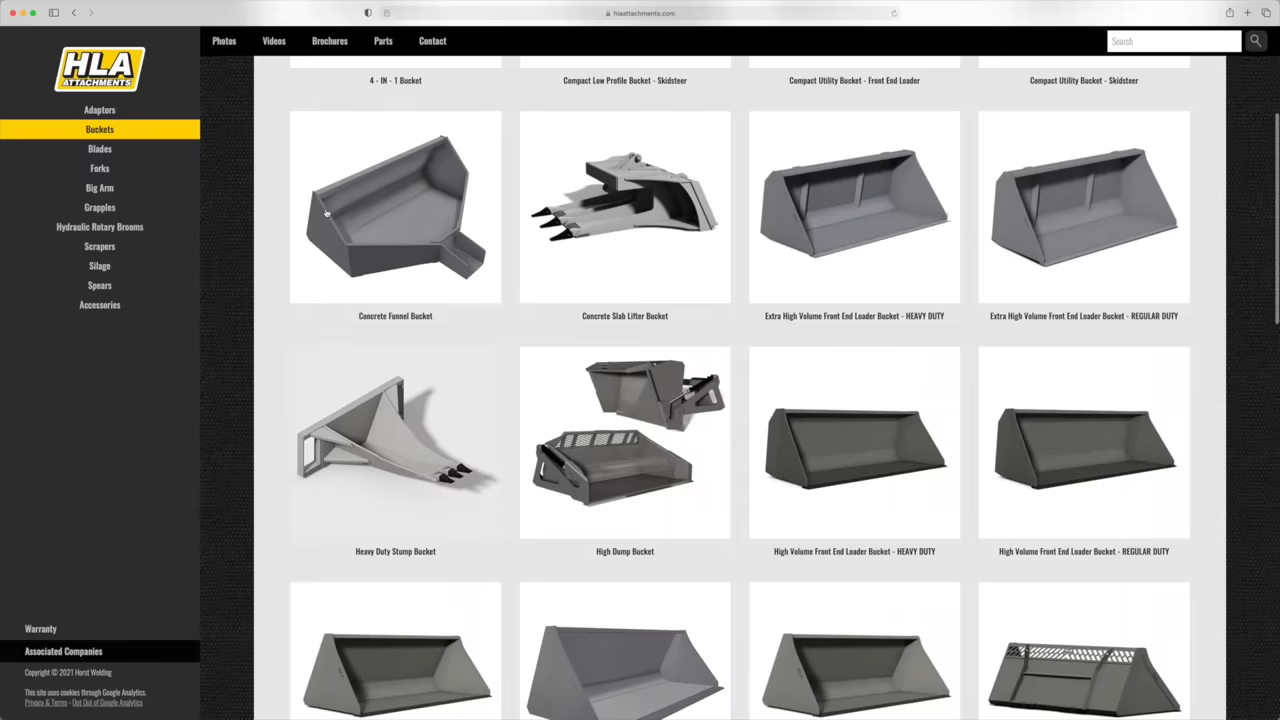 hlaattachments.com
HLA
ATTACHMENTS
Photos
Videos
Brochures
Parts
Contact
Search
Adaptors
Buckets
Blades
Forks
Big Arm
Grapples
Hydraulic Rotary Brooms
Scrapers
Silage
Spears
Accessories
4 - IN - 1 Bucket
Compact Low Profile Bucket - Skidsteer
Compact Utility Bucket - Front End Loader
Compact Utility Bucket - Skidsteer
Concrete Funnel Bucket
Concrete Slab Lifter Bucket
Extra High Volume Front End Loader Bucket - HEAVY DUTY
Extra High Volume Front End Loader Bucket - REGULAR DUTY
Heavy Duty Stump Bucket
High Dump Bucket
High Volume Front End Loader Bucket - HEAVY DUTY
High Volume Front End Loader Bucket - REGULAR DUTY
Warranty
Associated Companies
Copyright © 2021 Horst Welding
This site uses cookies through Google Analytics.
Privacy & Terms - Opt Out of Google Analytics